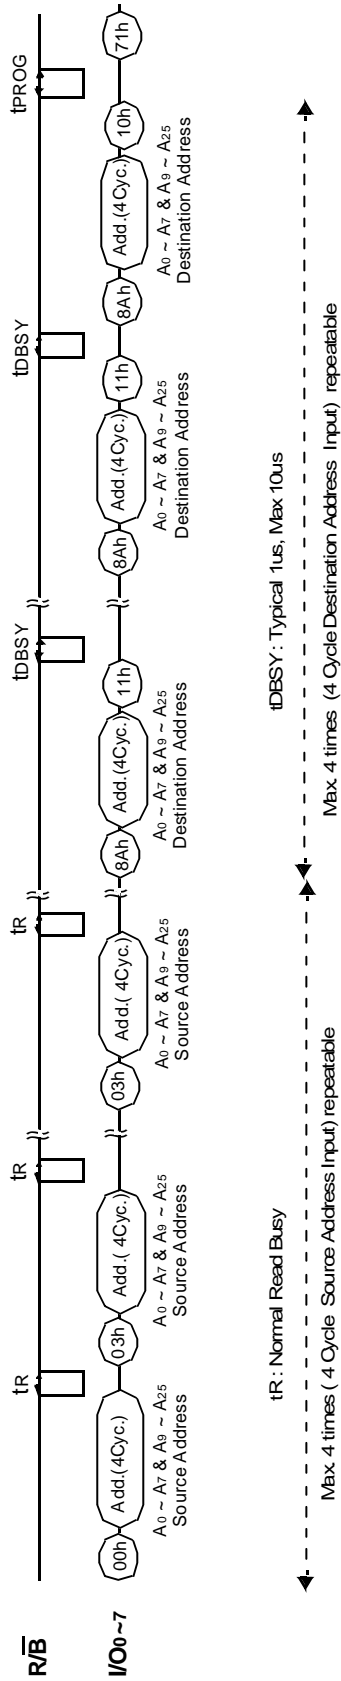 R/B
tR
tR
tR
tDBSY
tDBSY
tPROG
I/O0~7
00h
Add.(4Cyc.)
03h
Add.( 4Cyc.)
03h
Add.( 4Cyc.)
8Ah
Add.(4Cyc.)
11h
8Ah
Add.(4Cyc.)
11h
8Ah
Add.(4Cyc.)
10h
71h
A0 ~ A7 & A9 ~ A25
Source Address
A0 ~ A7 & A9 ~ A25
Source Address
A0 ~ A7 & A9 ~ A25
Source Address
A0 ~ A7 & A9 ~ A25
Destination Address
A0 ~ A7 & A9 ~ A25
Destination Address
A0 ~ A7 & A9 ~ A25
Destination Address
tR : Normal Read Busy
tDBSY : Typical 1us, Max 10us
Max. 4 times ( 4 Cycle Source Address Input) repeatable
Max. 4 times (4 Cycle Destination Address Input) repeatable